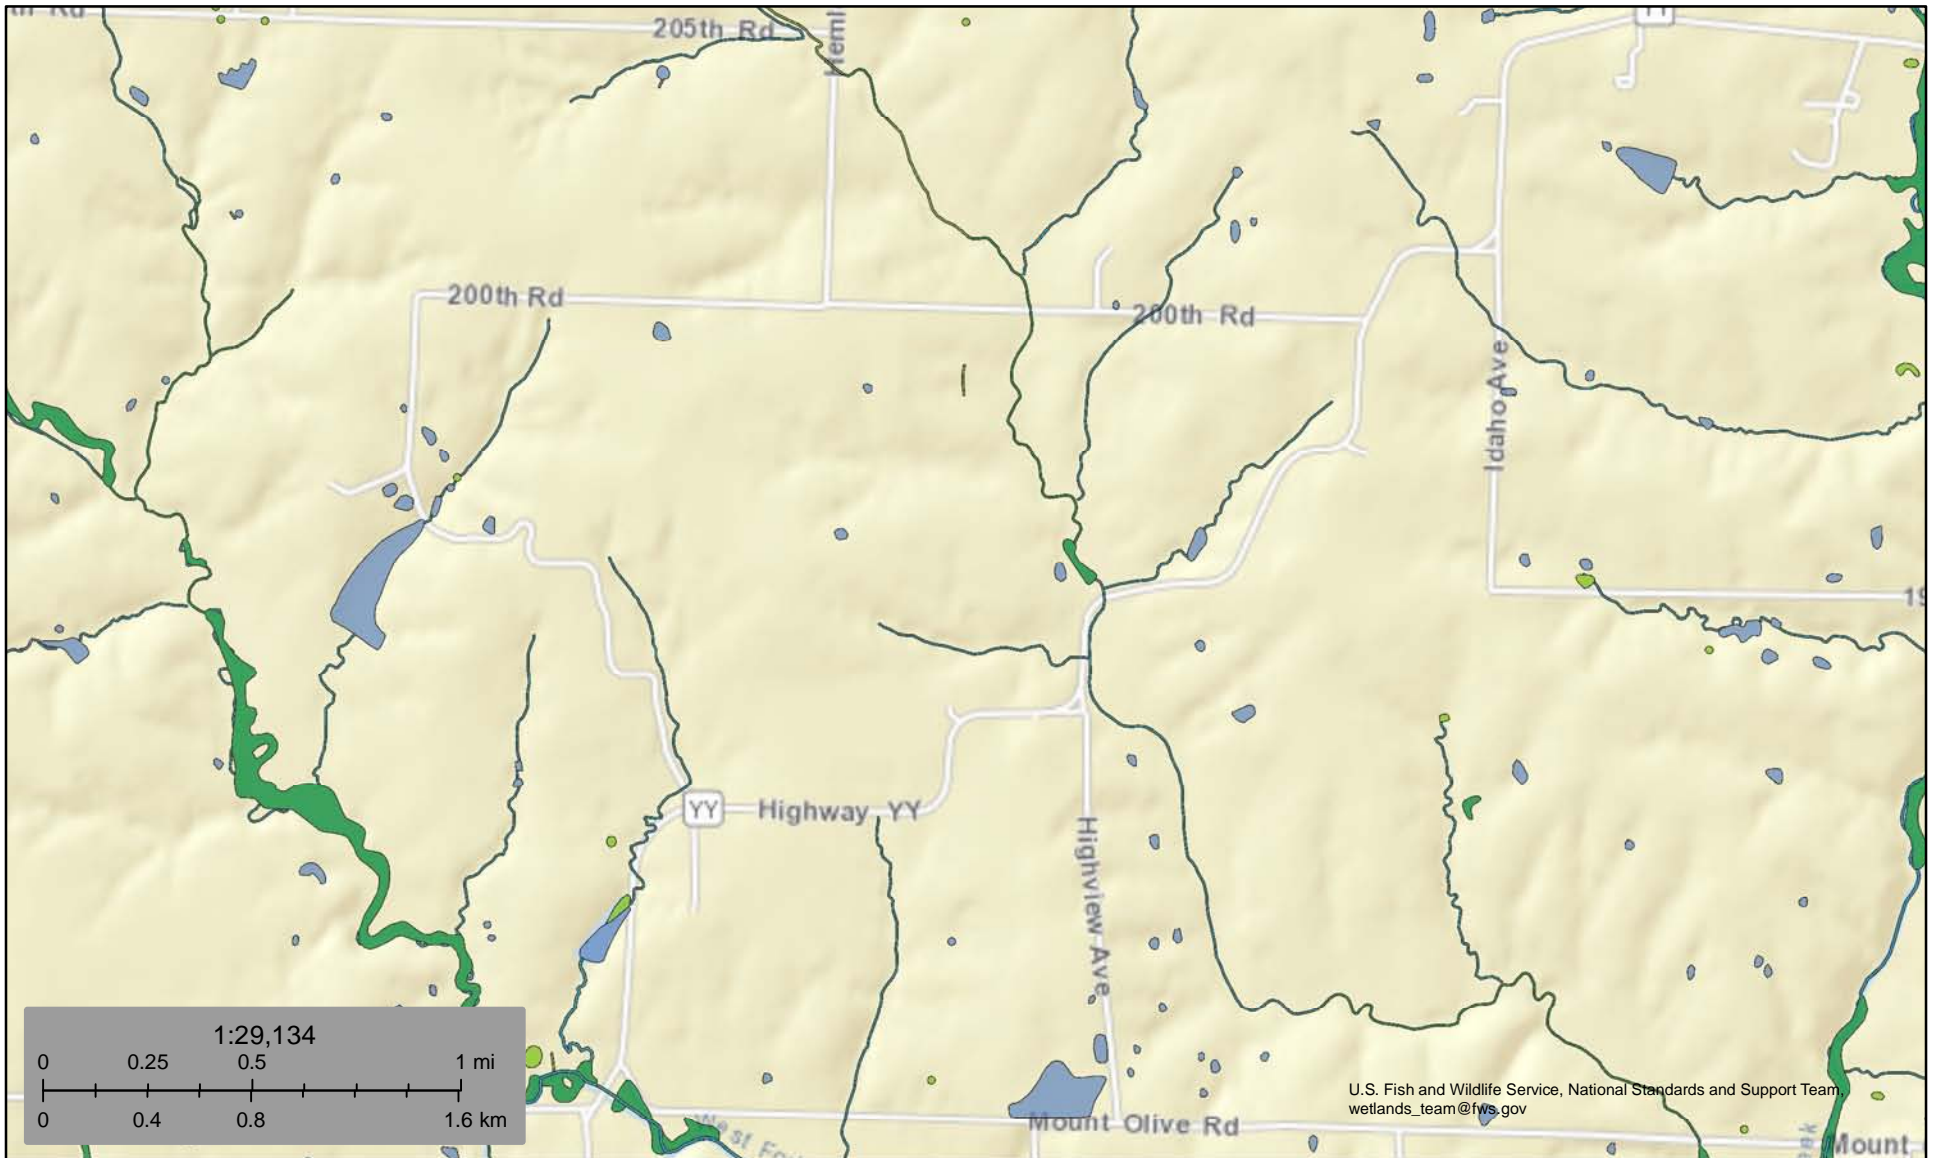 205th Rd
YY
200th Rd
200th Rd
Idaho Ave
YY
Highway YY
Highview Ave
1:29,134
0 0.25 0.5 1 mi
0 0.4 0.8 1.6 km
U.S. Fish and Wildlife Service, National Standards and Support Team,
wetlands_team@fws.gov
Mount Olive Rd
West
Mount